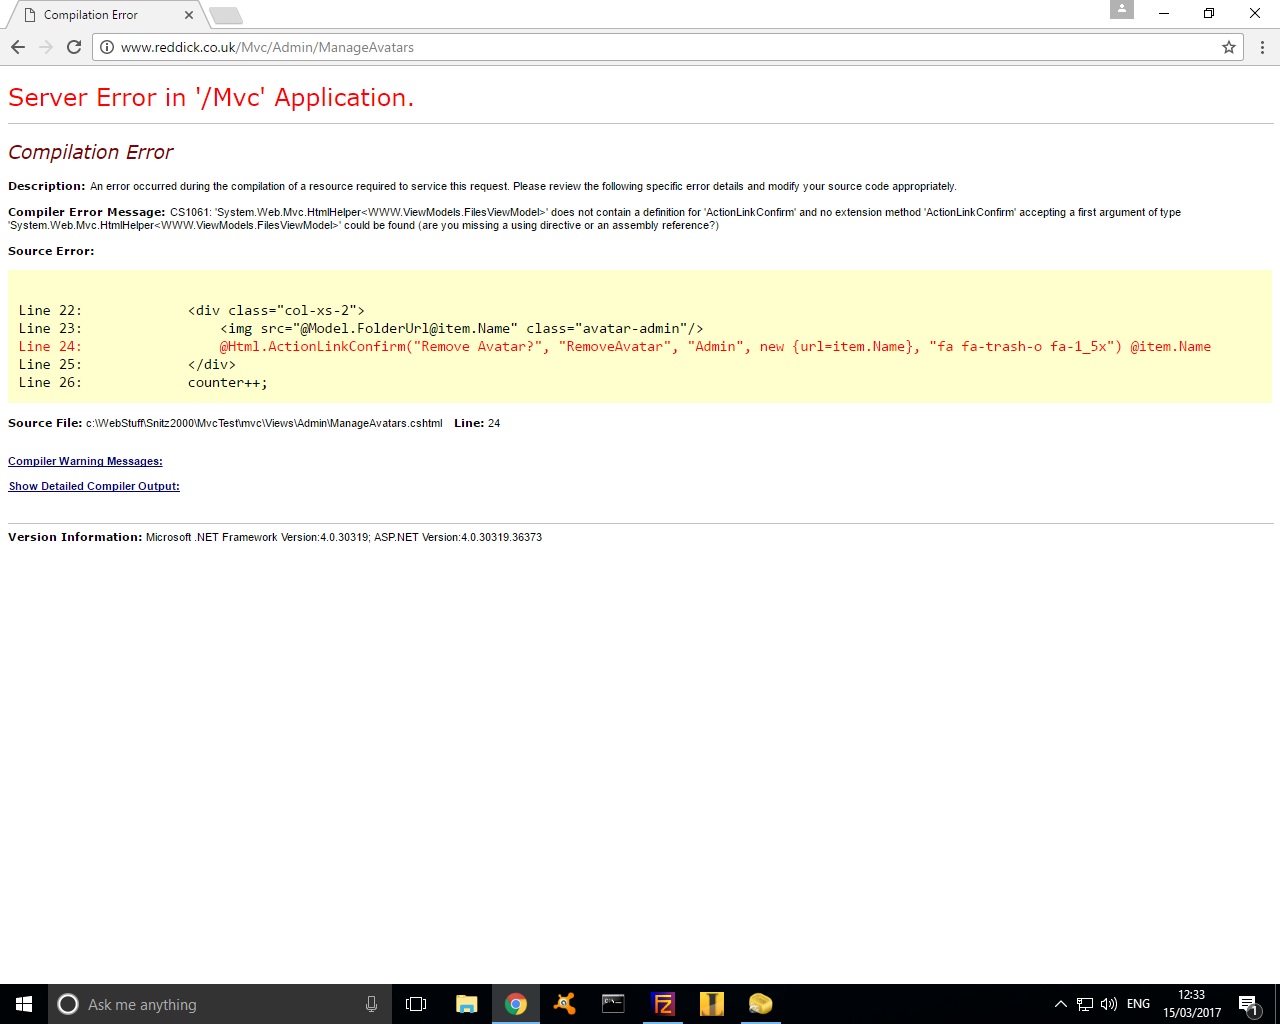 Compilation Error
www.reddick.co.uk/Mvc/Admin/ManageAvatars
Server Error in '/Mvc' Application.
Compilation Error
Description: An error occurred during the compilation of a resource required to service this request. Please review the following specific error details and modify your source code appropriately.
Compiler Error Message: CS1061: 'System.Web.Mvc.HtmlHelper<WWW.ViewModels.FilesViewModel>' does not contain a definition for 'ActionLinkConfirm' and no extension method 'ActionLinkConfirm' accepting a first argument of type
'System.Web.Mvc.HtmlHelper<WWW.ViewModels.FilesViewModel>' could be found (are you missing a using directive or an assembly reference?)
Source Error:
Line 22:             <div class="col-xs-2">
Line 23:                 <img src="@Model.FolderUrl@item.Name" class="avatar-admin"/>
Line 24:                 @Html.ActionLinkConfirm("Remove Avatar?", "RemoveAvatar", "Admin", new {url=item.Name}, "fa fa-trash-o fa-1_5x") @item.Name
Line 25:             </div>
Line 26:             counter++;
Source File: c:\WebStuff\Snitz2000\MvcTest\mvc\Views\Admin\ManageAvatars.cshtml    Line: 24
Compiler Warning Messages:
Show Detailed Compiler Output:
Version Information: Microsoft .NET Framework Version:4.0.30319; ASP.NET Version:4.0.30319.36373
Ask me anything
ENG
12:33
15/03/2017
1